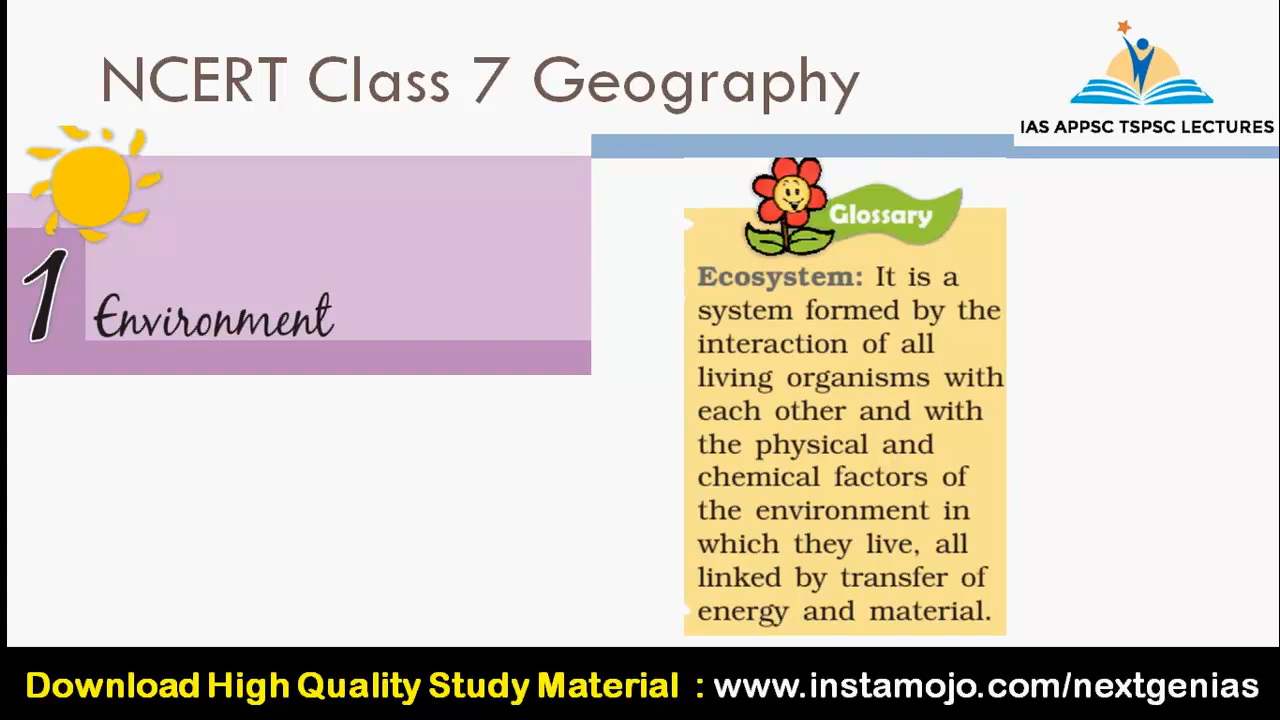 NCERT Class 7 Geography
IAS APPSC TSPSC LECTURES
1 Environment
Glossary
Ecosystem: It is a
system formed by the
interaction of all
living organisms with
each other and with
the physical and
chemical factors of
the environment in
which they live, all
linked by transfer of
energy and material.
Download High Quality Study Material : www.instamojo.com/nextgenias